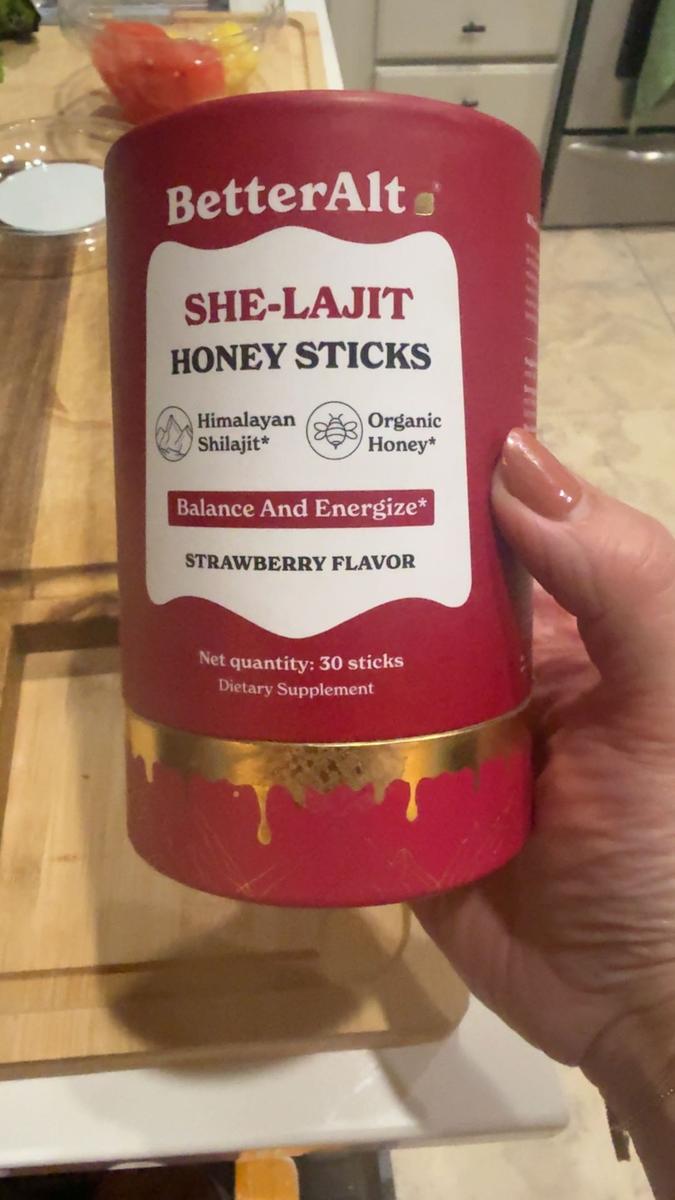 BetterAlt
SHE-LAJIT
HONEY STICKS
Himalayan
Shilajit*
Organic
Honey*
Balance And Energize*
STRAWBERRY FLAVOR
Net quantity: 30 sticks
Dietary Supplement